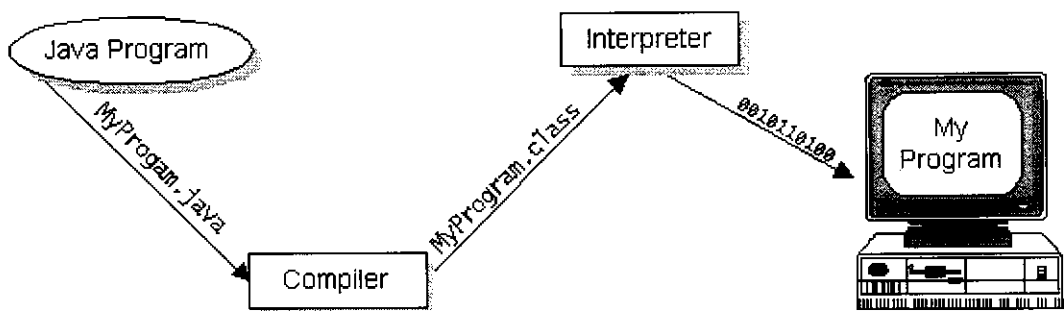 Java Program
MyProgam.java
Compiler
MyProgram.class
Interpreter
0010110100
My
Program